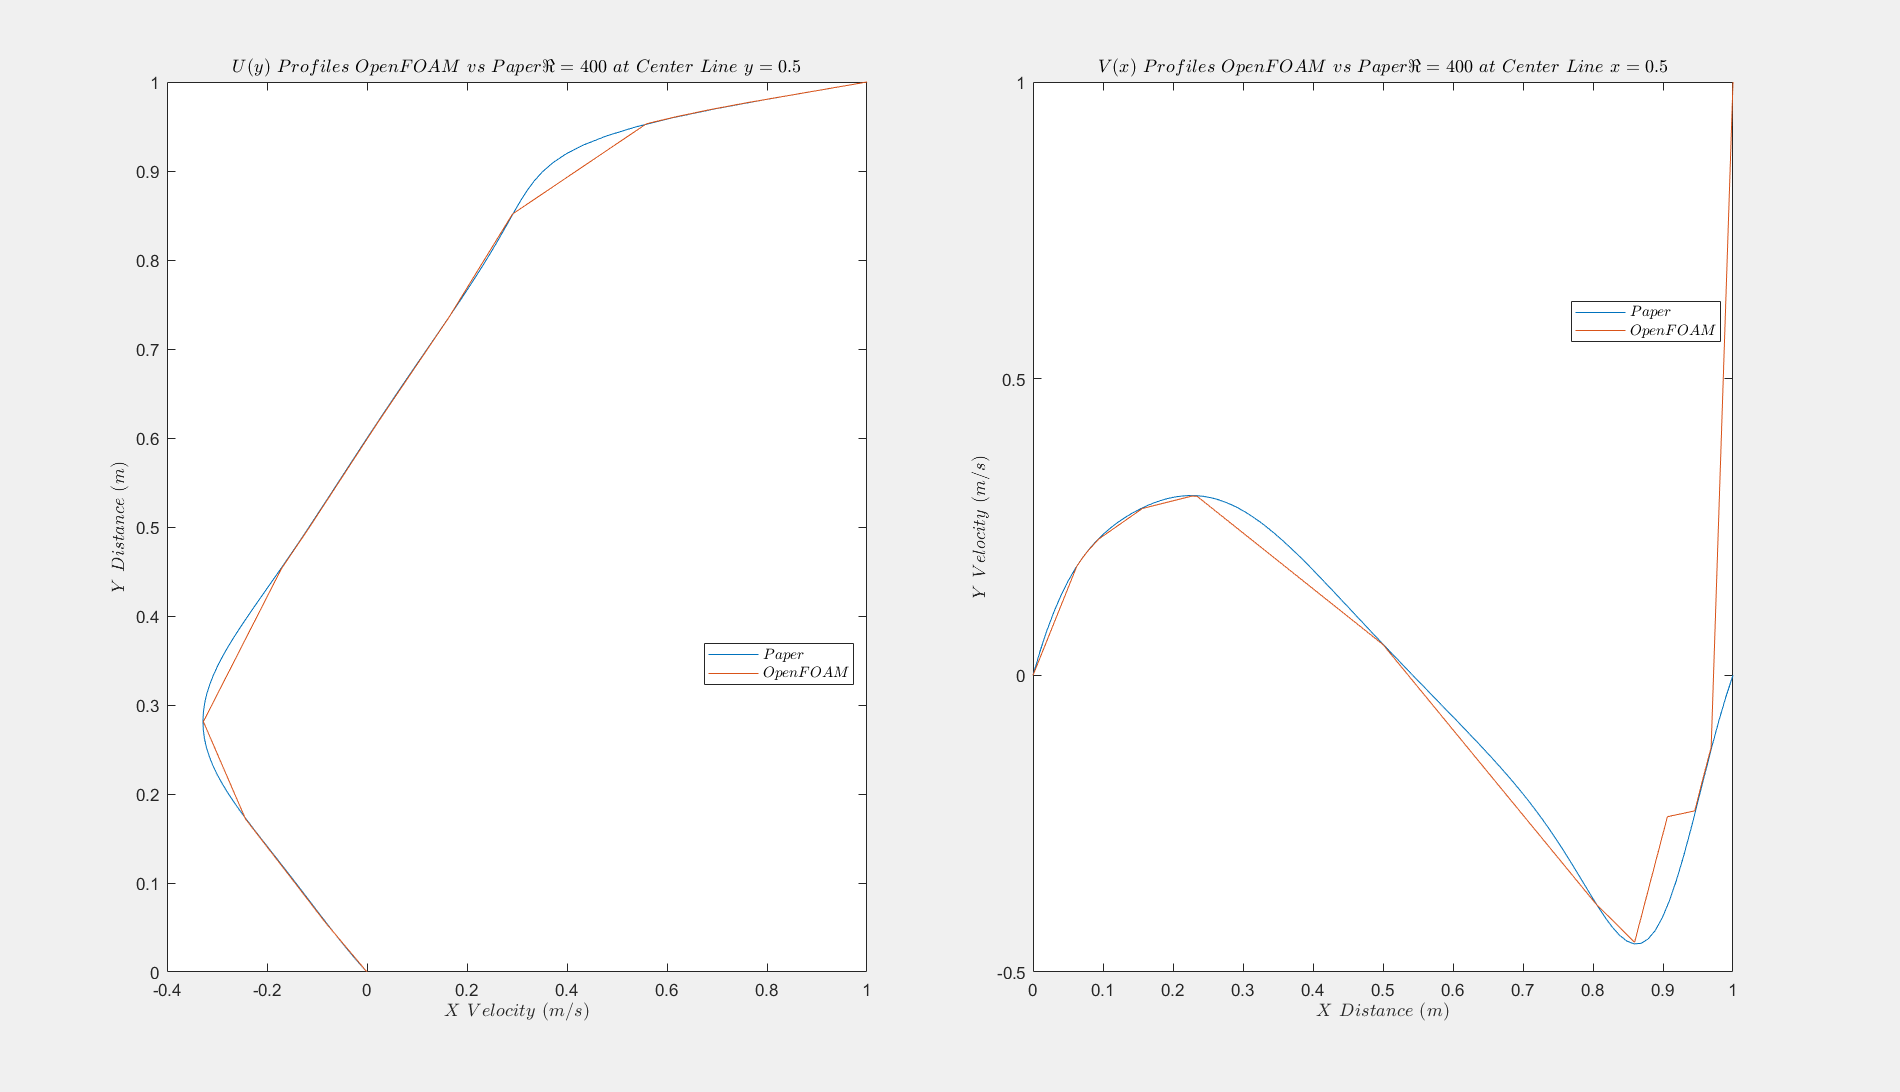 U(y) Profiles OpenFOAM vs Paperℜ = 400 at Center Line y = 0.5
1
0.9
0.8
0.7
0.6
0.5
0.4
0.3
0.2
0.1
0
Y Distance (m)
-0.4 -0.2 0 0.2 0.4 0.6 0.8 1
X Velocity (m/s)
Paper
OpenFOAM
V(x) Profiles OpenFOAM vs Paperℜ = 400 at Center Line x = 0.5
1
0.5
0
-0.5
Y Velocity (m/s)
0 0.1 0.2 0.3 0.4 0.5 0.6 0.7 0.8 0.9 1
X Distance (m)
Paper
OpenFOAM